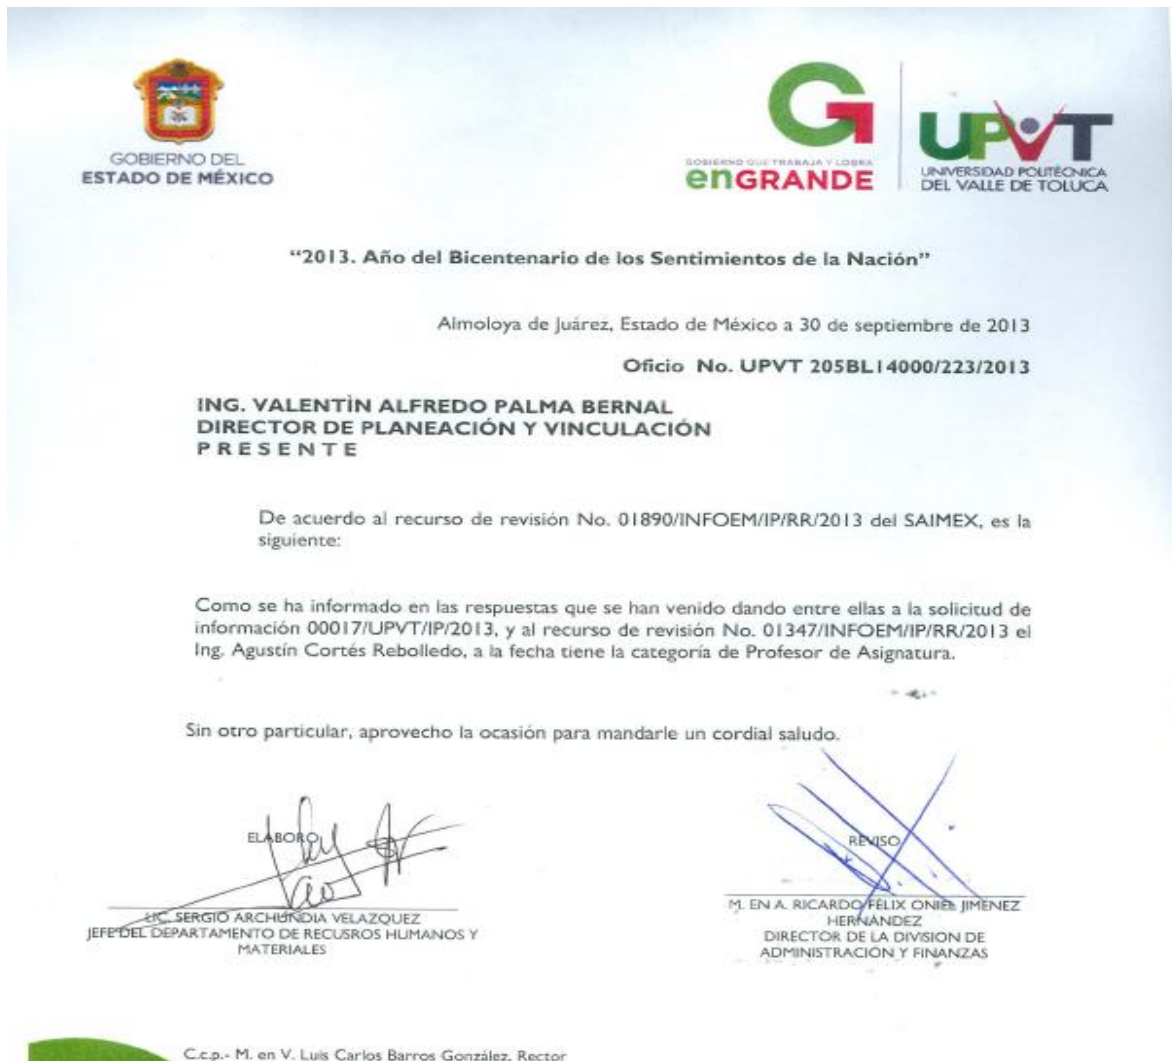 GOBIERNO DEL
ESTADO DE MÉXICO
GOBIERNO QUE TRABAJA Y LOGRA
enGRANDE
UPVT
UNIVERSIDAD POLITÉCNICA
DEL VALLE DE TOLUCA
“2013. Año del Bicentenario de los Sentimientos de la Nación”
Almoloya de Juárez, Estado de México a 30 de septiembre de 2013
Oficio No. UPVT 205BL14000/223/2013
ING. VALENTÌN ALFREDO PALMA BERNAL
DIRECTOR DE PLANEACIÓN Y VINCULACIÓN
P R E S E N T E
De acuerdo al recurso de revisión No. 01890/INFOEM/IP/RR/2013 del SAIMEX, es la
siguiente:
Como se ha informado en las respuestas que se han venido dando entre ellas a la solicitud de
información 00017/UPVT/IP/2013, y al recurso de revisión No. 01347/INFOEM/IP/RR/2013 el
Ing. Agustín Cortés Rebolledo, a la fecha tiene la categoría de Profesor de Asignatura.
Sin otro particular, aprovecho la ocasión para mandarle un cordial saludo.
ELABORO
LIC. SERGIO ARCHUNDIA VELAZQUEZ
JEFE DEL DEPARTAMENTO DE RECUSROS HUMANOS Y
MATERIALES
REVISO
M. EN A. RICARDO FÉLIX ONIEL JIMENEZ
HERNÁNDEZ
DIRECTOR DE LA DIVISION DE
ADMINISTRACIÓN Y FINANZAS
C.c.p.- M. en V. Luis Carlos Barros González. Rector